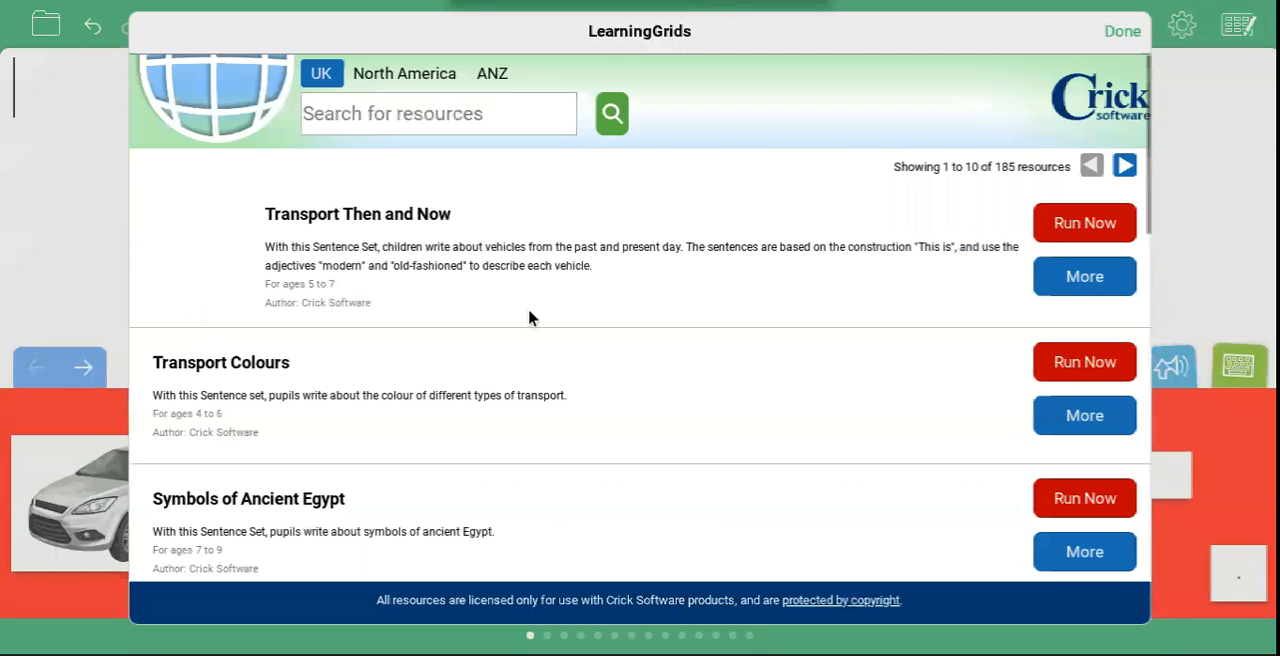 LearningGrids
Done
UK North America ANZ
Search for resources
Crick
software
Showing 1 to 10 of 185 resources
Transport Then and Now
Run Now
With this Sentence Set, children write about vehicles from the past and present day. The sentences are based on the construction "This is", and use the
adjectives "modern" and "old-fashioned" to describe each vehicle.
More
For ages 5 to 7
Author: Crick Software
Transport Colours
Run Now
With this Sentence set, pupils write about the colour of different types of transport.
More
For ages 4 to 6
Author: Crick Software
Symbols of Ancient Egypt
Run Now
With this Sentence Set, pupils write about symbols of ancient Egypt.
More
For ages 7 to 9
Author: Crick Software
.
All resources are licensed only for use with Crick Software products, and are protected by copyright.